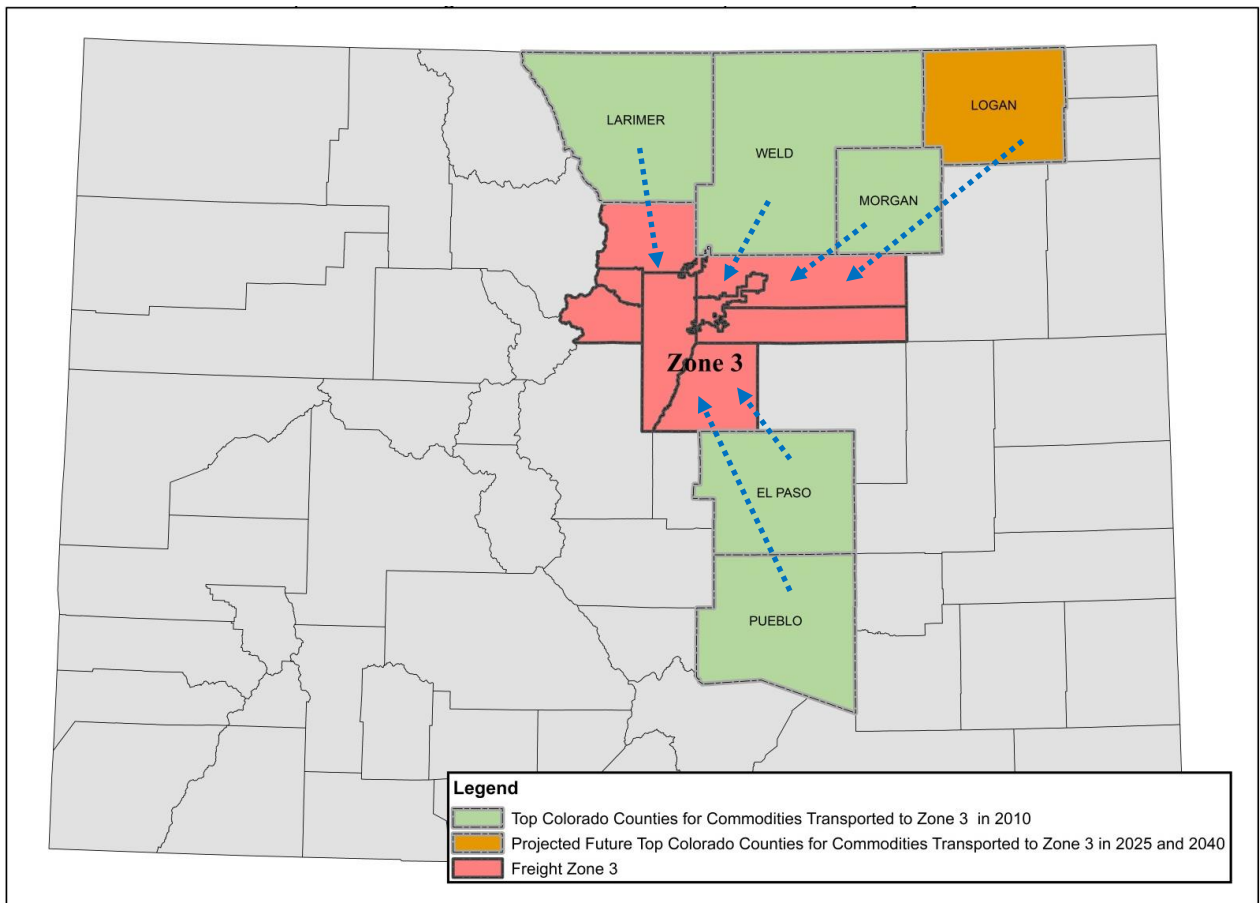 LARIMER
WELD
LOGAN
MORGAN
Zone 3
EL PASO
PUEBLO
Legend
Top Colorado Counties for Commodities Transported to Zone 3 in 2010
Projected Future Top Colorado Counties for Commodities Transported to Zone 3 in 2025 and 2040
Freight Zone 3